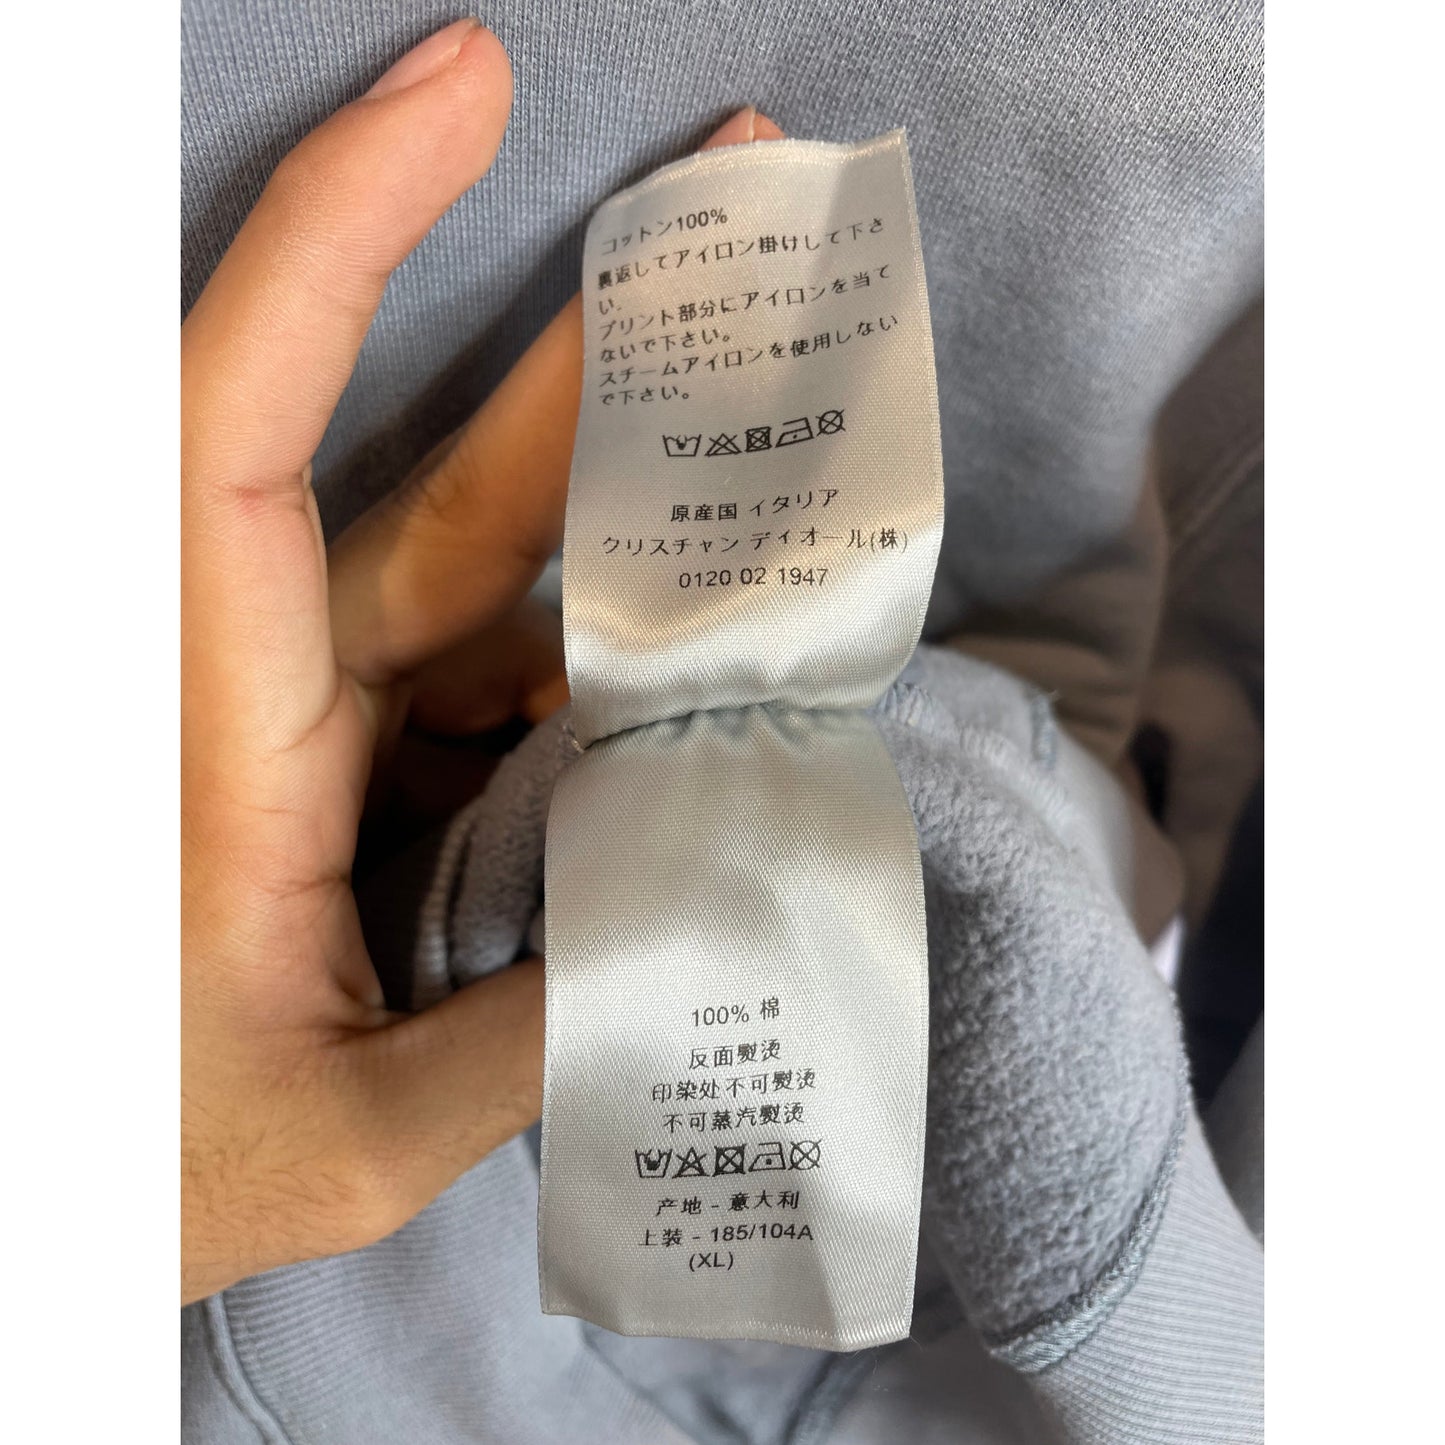 コットン100%
裏返してアイロン掛けして下さ
い.
プリント部分にアイロンを当て
ないで下さい。
スチームアイロンを使用しない
で下さい。
原産国 イタリア
クリスチャン ディオール(株)
0120 02 1947
100% 棉
反面熨烫
印染处不可熨烫
不可蒸汽熨烫
产地 - 意大利
上装 - 185/104A
(XL)